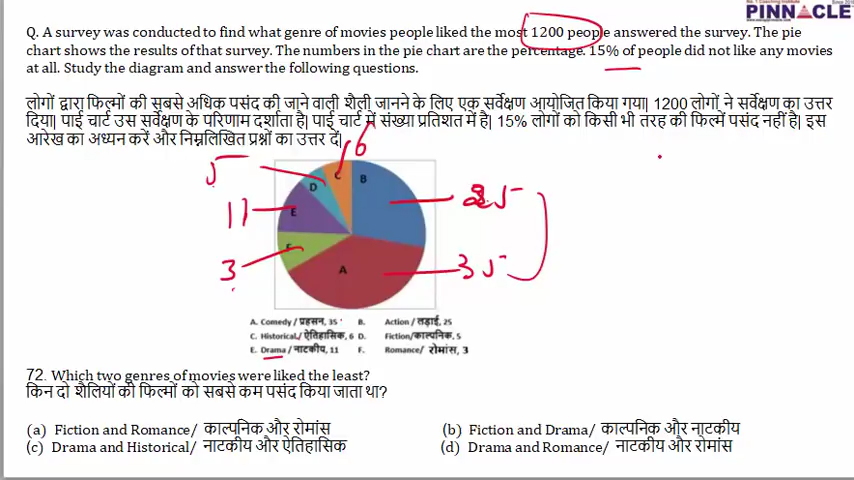 PINNACLE
Q. A survey was conducted to find what genre of movies people liked the most 1200 people answered the survey. The pie
chart shows the results of that survey. The numbers in the pie chart are the percentage. 15% of people did not like any movies
at all. Study the diagram and answer the following questions.
लोगों द्वारा फिल्मों की सबसे अधिक पसंद की जाने वाली शैली जानने के लिए एक सर्वेक्षण आयोजित किया गया| 1200 लोगों ने सर्वेक्षण का उत्तर
दिया| पाई चार्ट उस सर्वेक्षण के परिणाम दर्शाता है| पाई चार्ट में संख्या प्रतिशत में है| 15% लोगों को किसी भी तरह की फिल्में पसंद नहीं है| इस
आरेख का अध्यन करें और निम्नलिखित प्रश्नों का उत्तर दें|
6
5
C B
D
25
11 E
F
3 A 35
A. Comedy / प्रहसन, 35 B. Action / लड़ाई, 25
C. Historical/ ऐतिहासिक, 6 D. Fiction/काल्पनिक, 5
E. Drama / नाटकीय, 11 F. Romance/ रोमांस, 3
72. Which two genres of movies were liked the least?
किन दो शैलियों की फिल्मों को सबसे कम पसंद किया जाता था?
(a) Fiction and Romance/ काल्पनिक और रोमांस (b) Fiction and Drama/ काल्पनिक और नाटकीय
(c) Drama and Historical/ नाटकीय और ऐतिहासिक (d) Drama and Romance/ नाटकीय और रोमांस